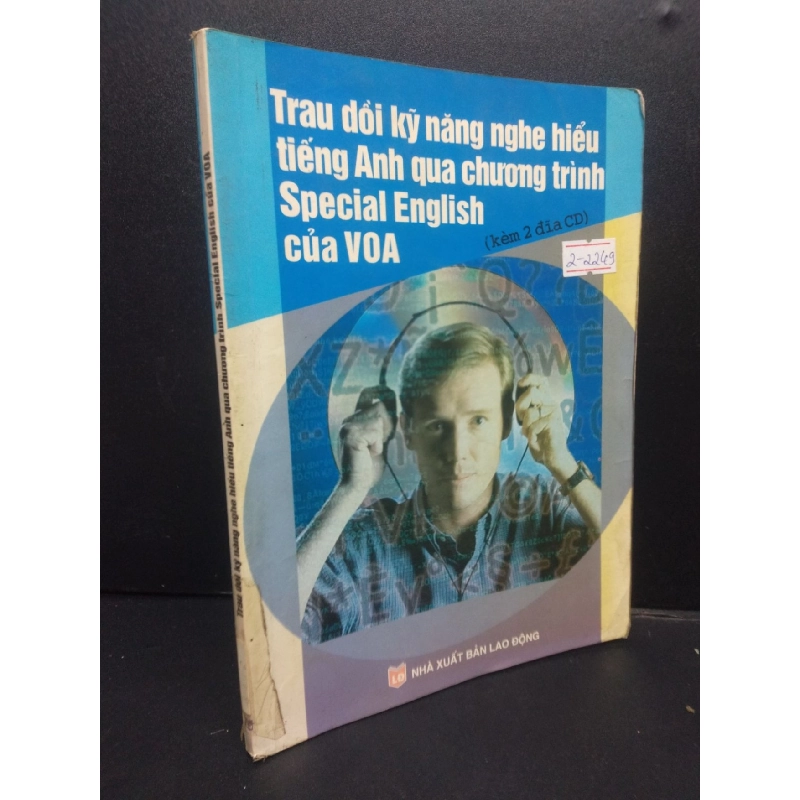 Trau dồi kỹ năng nghe hiểu
tiếng Anh qua chương trình
Special English
của VOA
(kèm 2 đĩa CD)
2-2249
NHÀ XUẤT BẢN LAO ĐỘNG
Trau dồi kỹ năng nghe hiểu tiếng Anh qua chương trình Special English của VOA